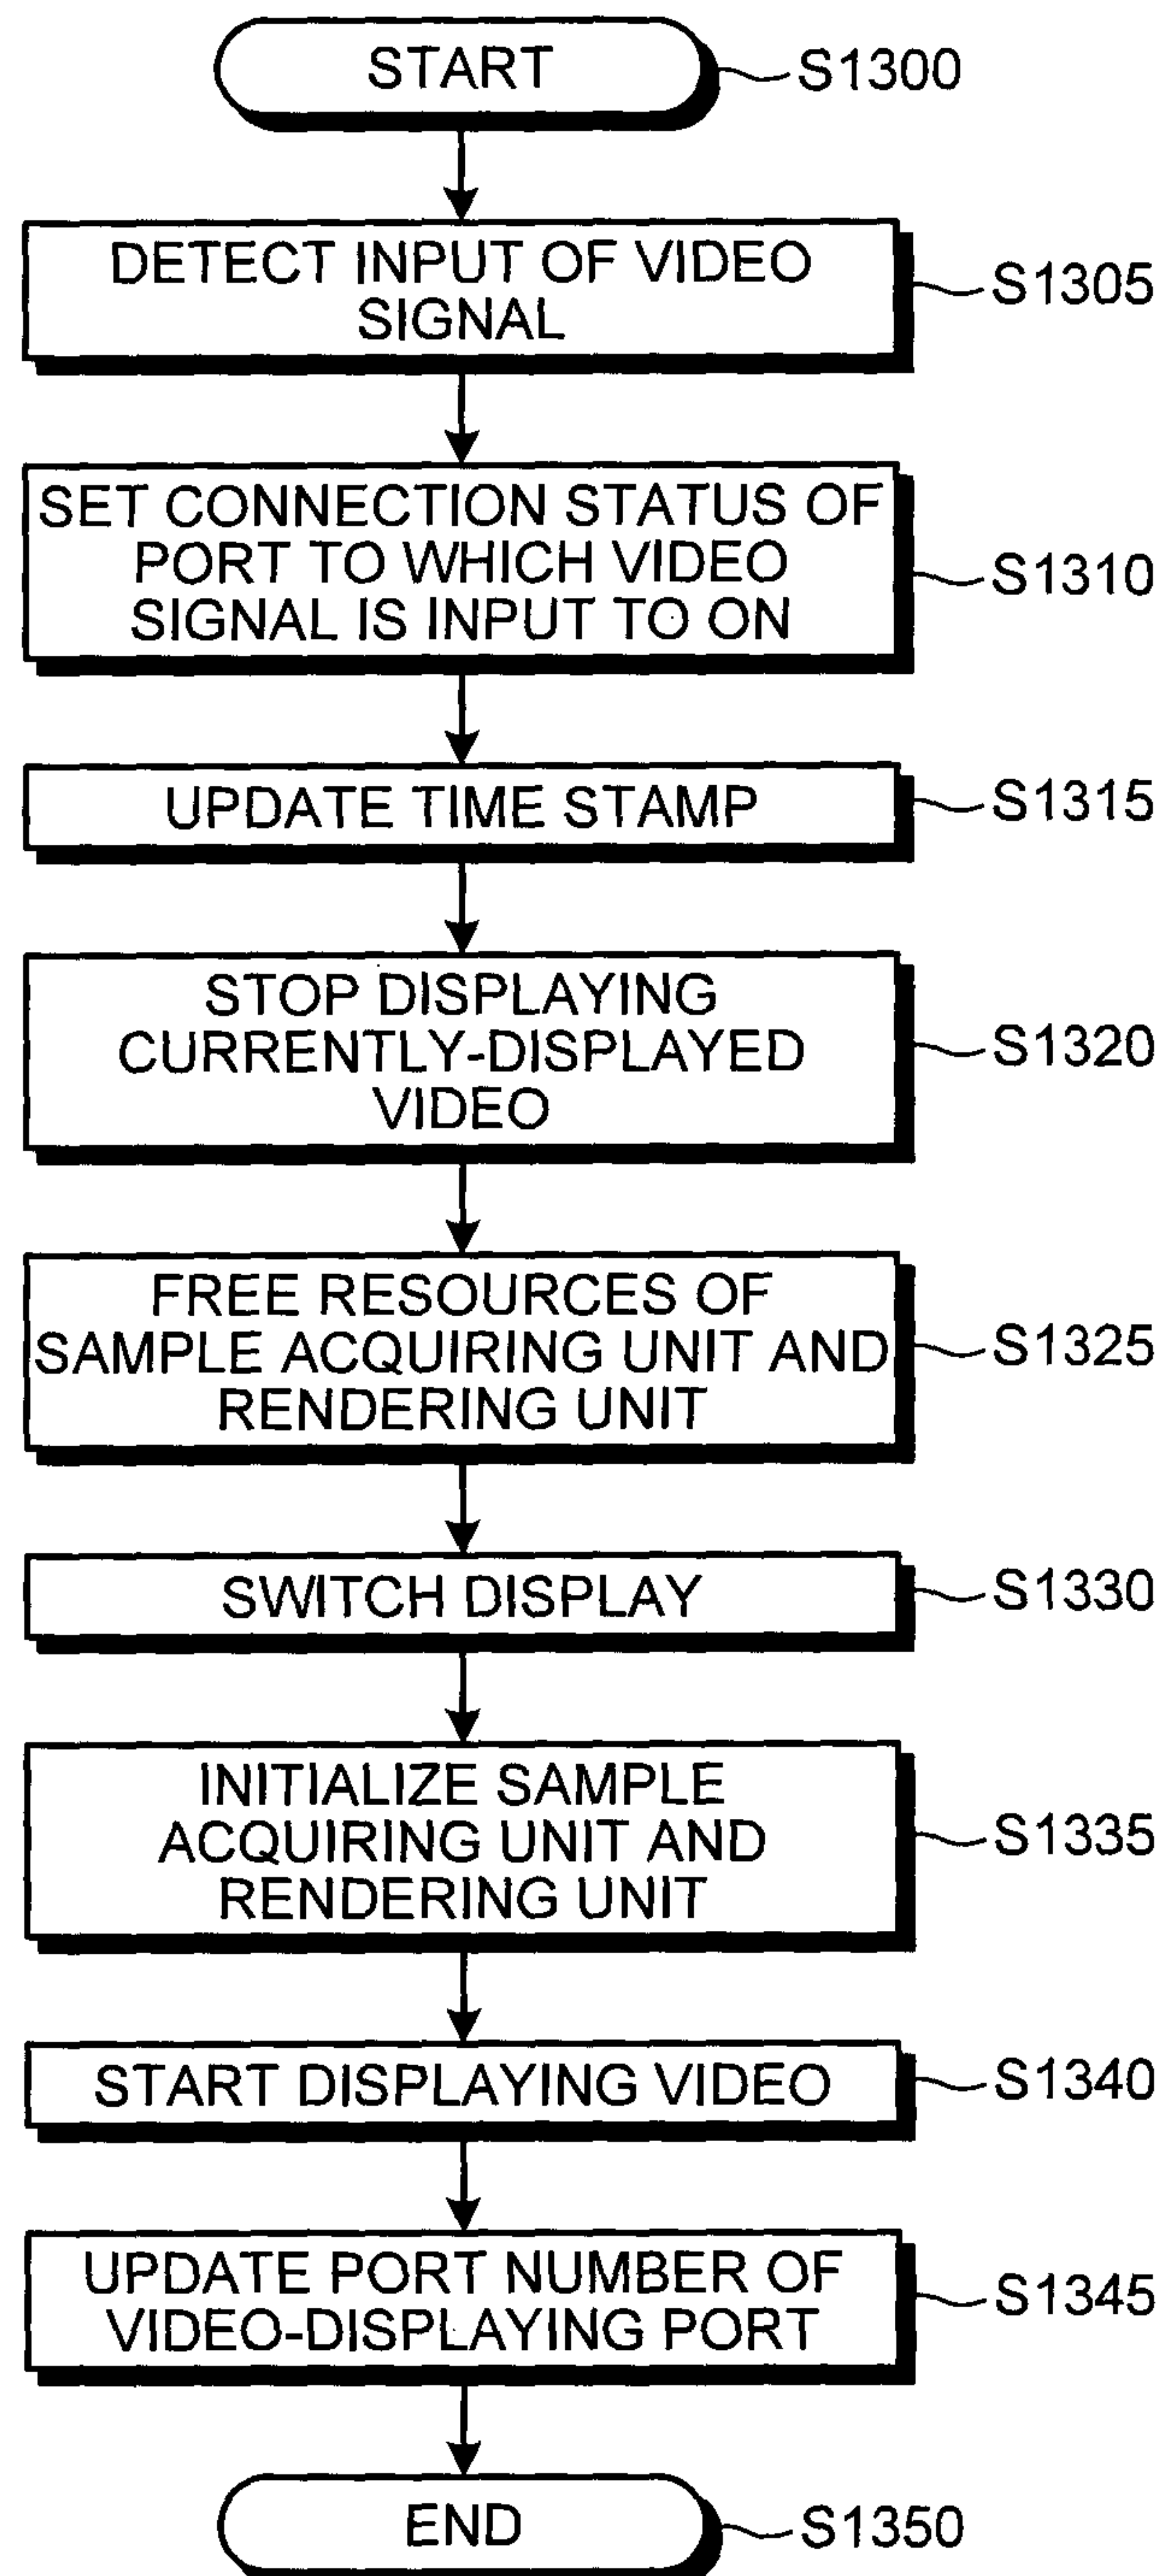 START
S1300
DETECT INPUT OF VIDEO
SIGNAL
S1305
SET CONNECTION STATUS OF
PORT TO WHICH VIDEO
SIGNAL IS INPUT TO ON
S1310
UPDATE TIME STAMP
S1315
STOP DISPLAYING
CURRENTLY-DISPLAYED
VIDEO
S1320
FREE RESOURCES OF
SAMPLE ACQUIRING UNIT AND
RENDERING UNIT
S1325
SWITCH DISPLAY
S1330
INITIALIZE SAMPLE
ACQUIRING UNIT AND
RENDERING UNIT
S1335
START DISPLAYING VIDEO
S1340
UPDATE PORT NUMBER OF
VIDEO-DISPLAYING PORT
S1345
END
S1350